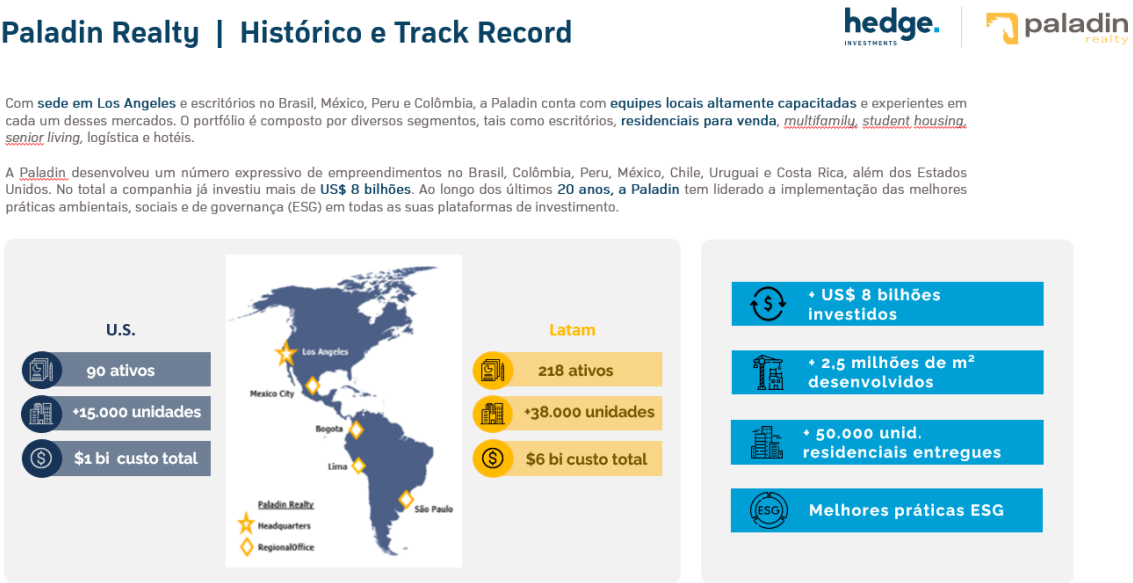 Paladin Realty | Histórico e Track Record
hedge.
INVESTMENTS
paladin
realty
Com sede em Los Angeles e escritórios no Brasil, México, Peru e Colômbia, a Paladin conta com equipes locais altamente capacitadas e experientes em
cada um desses mercados. O portfólio é composto por diversos segmentos, tais como escritórios, residenciais para venda, multifamily, student housing,
senior living, logística e hotéis.
A Paladin desenvolveu um número expressivo de empreendimentos no Brasil, Colômbia, Peru, México, Chile, Uruguai e Costa Rica, além dos Estados
Unidos. No total a companhia já investiu mais de US$ 8 bilhões. Ao longo dos últimos 20 anos, a Paladin tem liderado a implementação das melhores
práticas ambientais, sociais e de governança (ESG) em todas as suas plataformas de investimento.
U.S.
90 ativos
+15.000 unidades
$1 bi custo total
Los Angeles
Mexico City
Bogota
Lima
São Paulo
Paladin Realty
Headquarters
RegionalOffice
Latam
218 ativos
+38.000 unidades
$6 bi custo total
+ US$ 8 bilhões
investidos
+ 2,5 milhões de m²
desenvolvidos
+ 50.000 unid.
residenciais entregues
ESG
Melhores práticas ESG